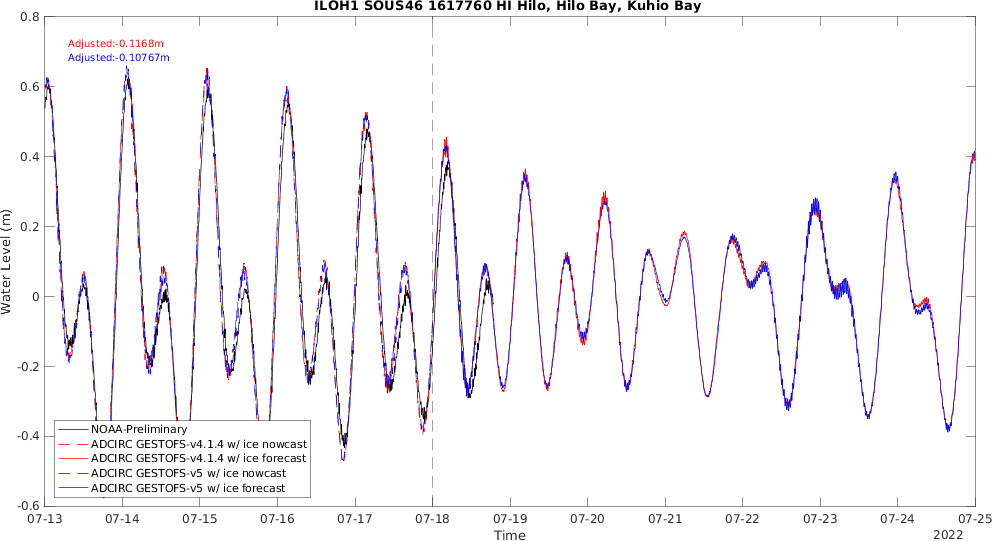 ILOH1 SOUS46 1617760 HI Hilo, Hilo Bay, Kuhio Bay
Adjusted:-0.1168m
Adjusted:-0.10767m
0.8
0.6
0.4
0.2
0
-0.2
-0.4
-0.6
Water Level (m)
NOAA-Preliminary
ADCIRC GESTOFS-v4.1.4 w/ ice nowcast
ADCIRC GESTOFS-v4.1.4 w/ ice forecast
ADCIRC GESTOFS-v5 w/ ice nowcast
ADCIRC GESTOFS-v5 w/ ice forecast
07-13 07-14 07-15 07-16 07-17 07-18 07-19 07-20 07-21 07-22 07-23 07-24 07-25
Time
2022